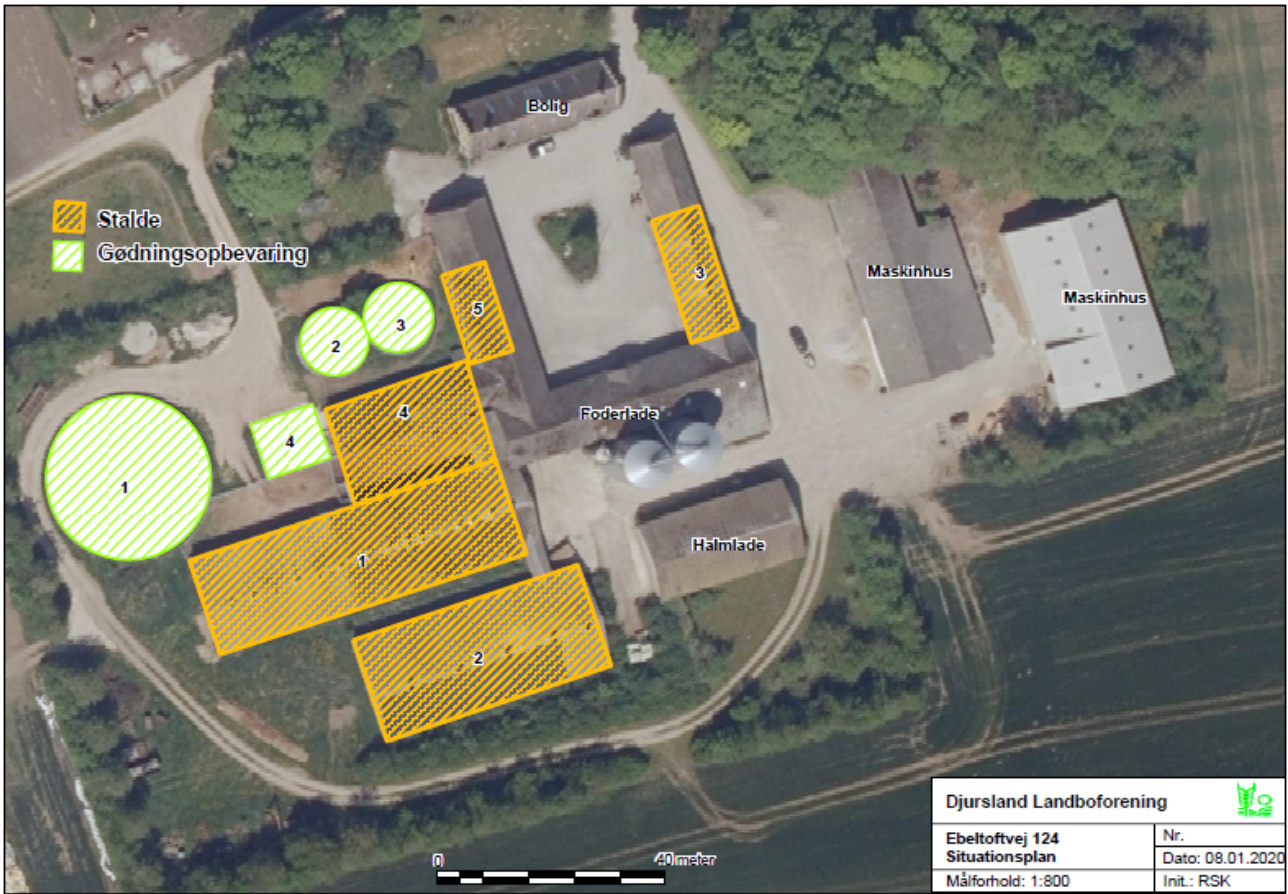 Bolig
Stalde
Gødningsopbevaring
3
Maskinhus
Maskinhus
5
3
2
4
Foderlade
4
1
Halmlade
1
2
0 40 meter
Djursland Landboforening
Ebeltoftvej 124
Situationsplan
Målforhold: 1:800
Nr.
Dato: 08.01.2020
Init.: RSK